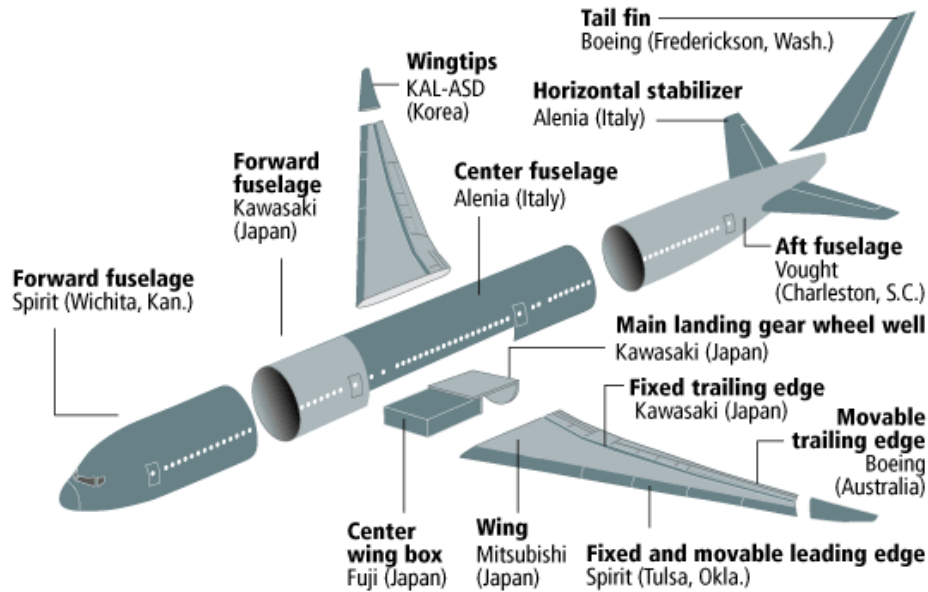 Tail fin
Boeing (Frederickson, Wash.)
Wingtips
KAL-ASD
(Korea)
Horizontal stabilizer
Alenia (Italy)
Forward
fuselage
Kawasaki
(Japan)
Center fuselage
Alenia (Italy)
Aft fuselage
Vought
(Charleston, S.C.)
Forward fuselage
Spirit (Wichita, Kan.)
Main landing gear wheel well
Kawasaki (Japan)
Fixed trailing edge
Kawasaki (Japan)
Movable
trailing edge
Boeing
(Australia)
Center
wing box
Fuji (Japan)
Wing
Mitsubishi
(Japan)
Fixed and movable leading edge
Spirit (Tulsa, Okla.)